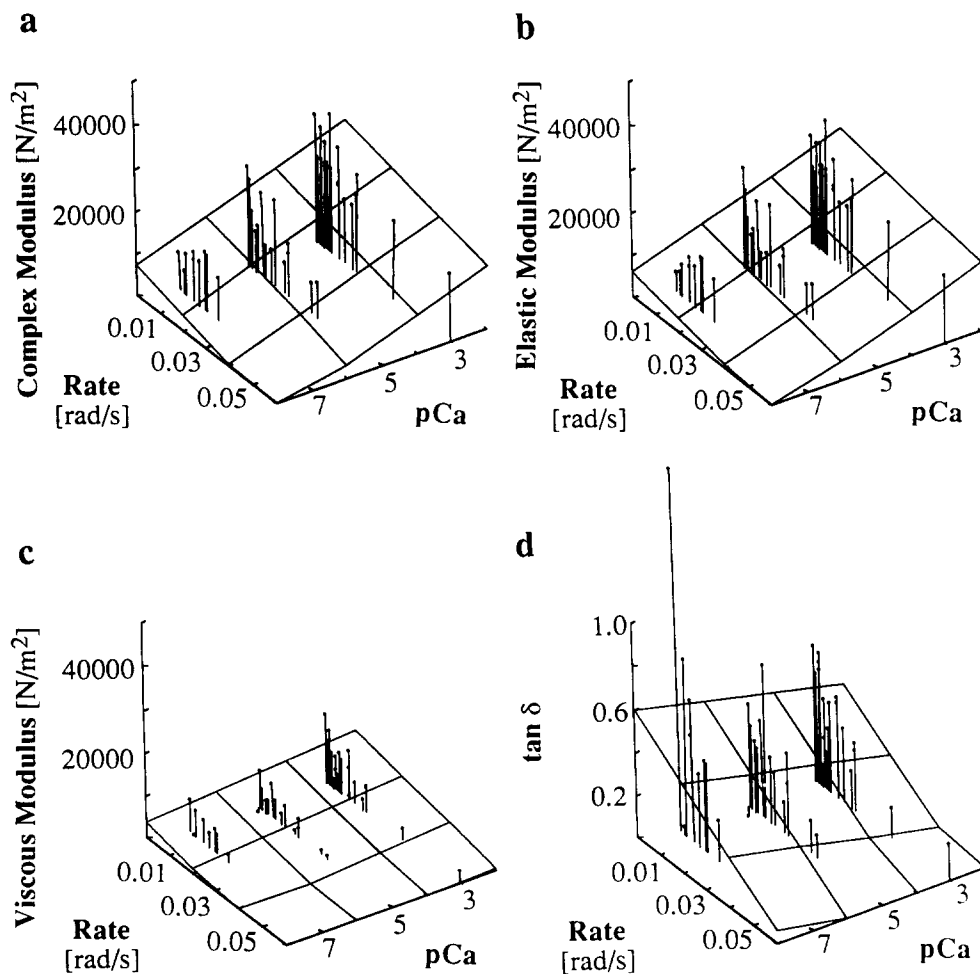 a
Complex Modulus [N/m²]
40000
20000
0.01
0.03
0.05
Rate
[rad/s]
7
5
3
pCa
b
Elastic Modulus [N/m²]
40000
20000
0.01
0.03
0.05
Rate
[rad/s]
7
5
3
pCa
c
Viscous Modulus [N/m²]
40000
20000
0.01
0.03
0.05
Rate
[rad/s]
7
5
3
pCa
d
tan δ
1.0
0.6
0.2
0.01
0.03
0.05
Rate
[rad/s]
7
5
3
pCa